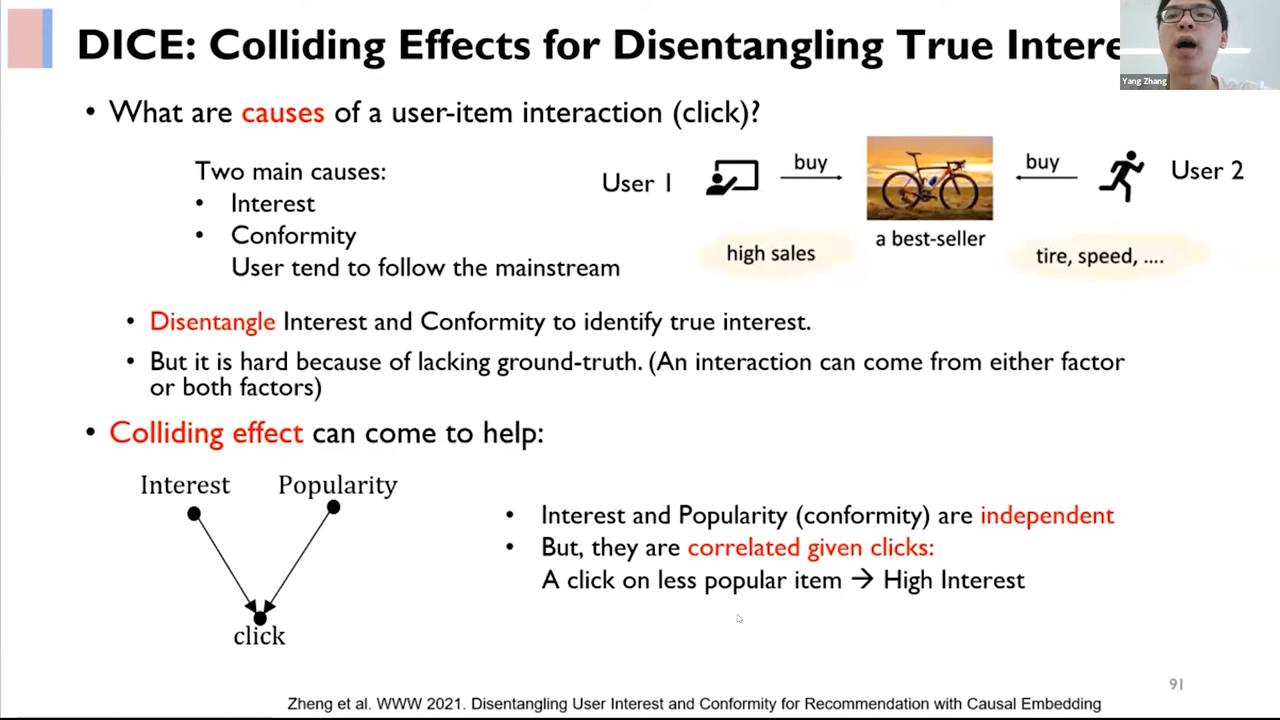 DICE: Colliding Effects for Disentangling True Intere
Yang Zhang
• What are causes of a user-item interaction (click)?
Two main causes:
• Interest
• Conformity
User tend to follow the mainstream
User 1
buy
buy
User 2
high sales
a best-seller
tire, speed, ....
• Disentangle Interest and Conformity to identify true interest.
• But it is hard because of lacking ground-truth. (An interaction can come from either factor
or both factors)
• Colliding effect can come to help:
Interest
Popularity
click
• Interest and Popularity (conformity) are independent
• But, they are correlated given clicks:
A click on less popular item → High Interest
91
Zheng et al. WWW 2021. Disentangling User Interest and Conformity for Recommendation with Causal Embedding